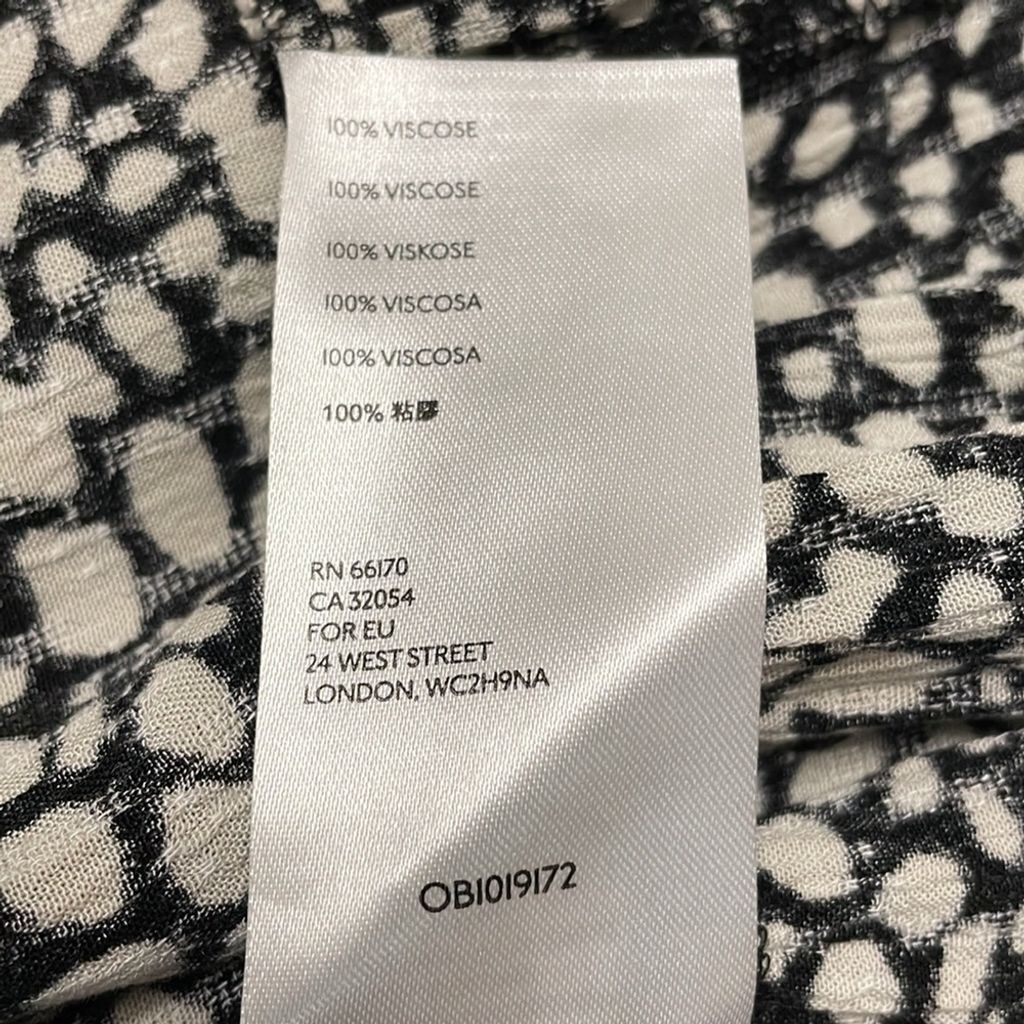 100% VISCOSE
100% VISCOSE
100% VISKOSE
100% VISCOSA
100% VISCOSA
100% 粘膠
RN 66170
CA 32054
FOR EU
24 WEST STREET
LONDON, WC2H9NA
OB1019172